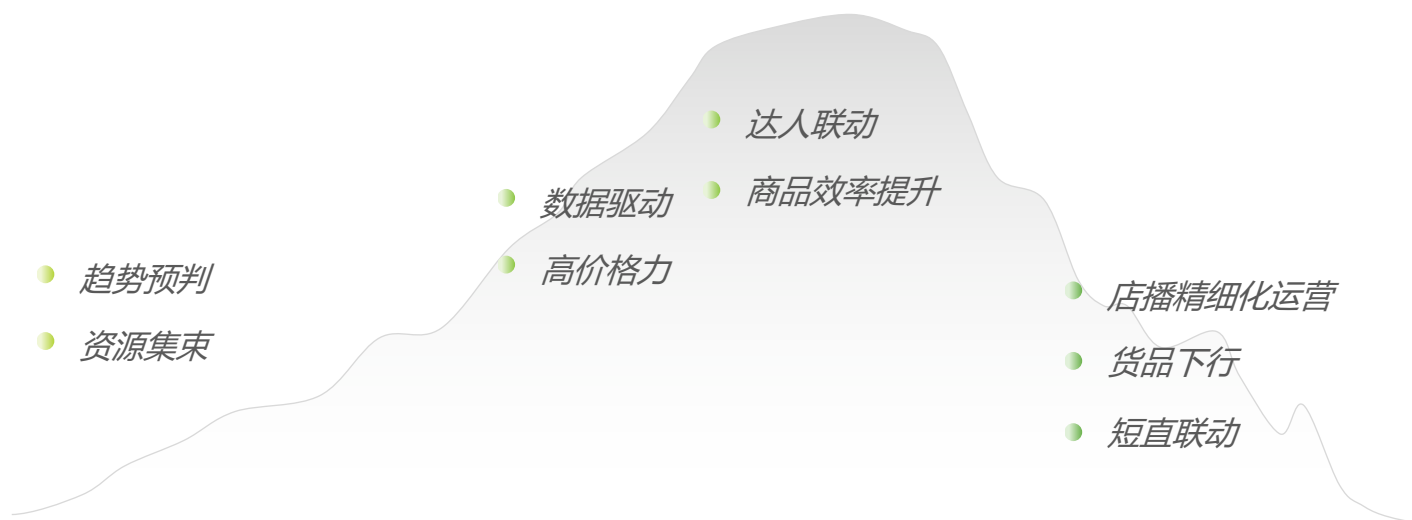 趋势预判
资源集束
数据驱动
高价格力
达人联动
商品效率提升
店播精细化运营
货品下行
短直联动